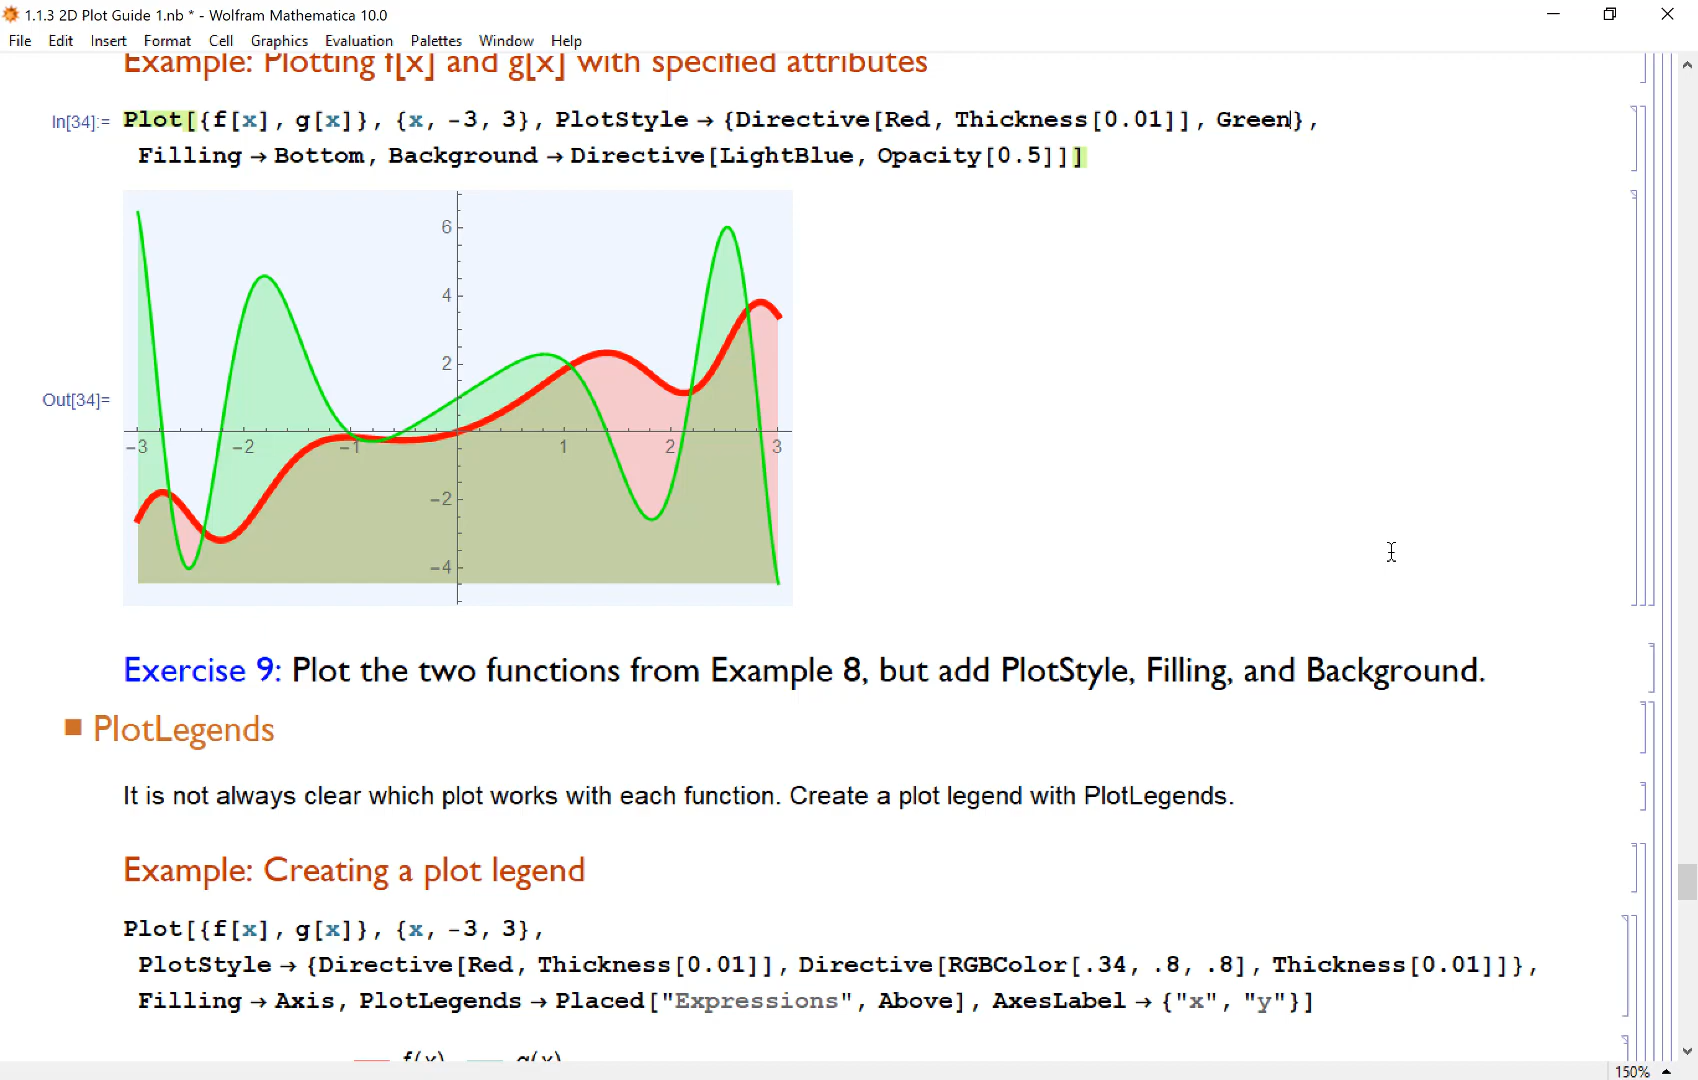 1.1.3 2D Plot Guide 1.nb * - Wolfram Mathematica 10.0
File Edit Insert Format Cell Graphics Evaluation Palettes Window Help
Example: Plotting f[x] and g[x] with specified attributes
In[34]:= Plot[{f[x], g[x]}, {x, -3, 3}, PlotStyle → {Directive[Red, Thickness[0.01]], Green},
Filling → Bottom, Background → Directive[LightBlue, Opacity[0.5]]]
6
4
2
Out[34]=
-3 -2 -1 1 2 3
-2
-4
Exercise 9: Plot the two functions from Example 8, but add PlotStyle, Filling, and Background.
PlotLegends
It is not always clear which plot works with each function. Create a plot legend with PlotLegends.
Example: Creating a plot legend
Plot[{f[x], g[x]}, {x, -3, 3},
PlotStyle → {Directive[Red, Thickness[0.01]], Directive[RGBColor[.34, .8, .8], Thickness[0.01]]},
Filling → Axis, PlotLegends → Placed["Expressions", Above], AxesLabel → {"x", "y"}]
f(x) g(x)
150%